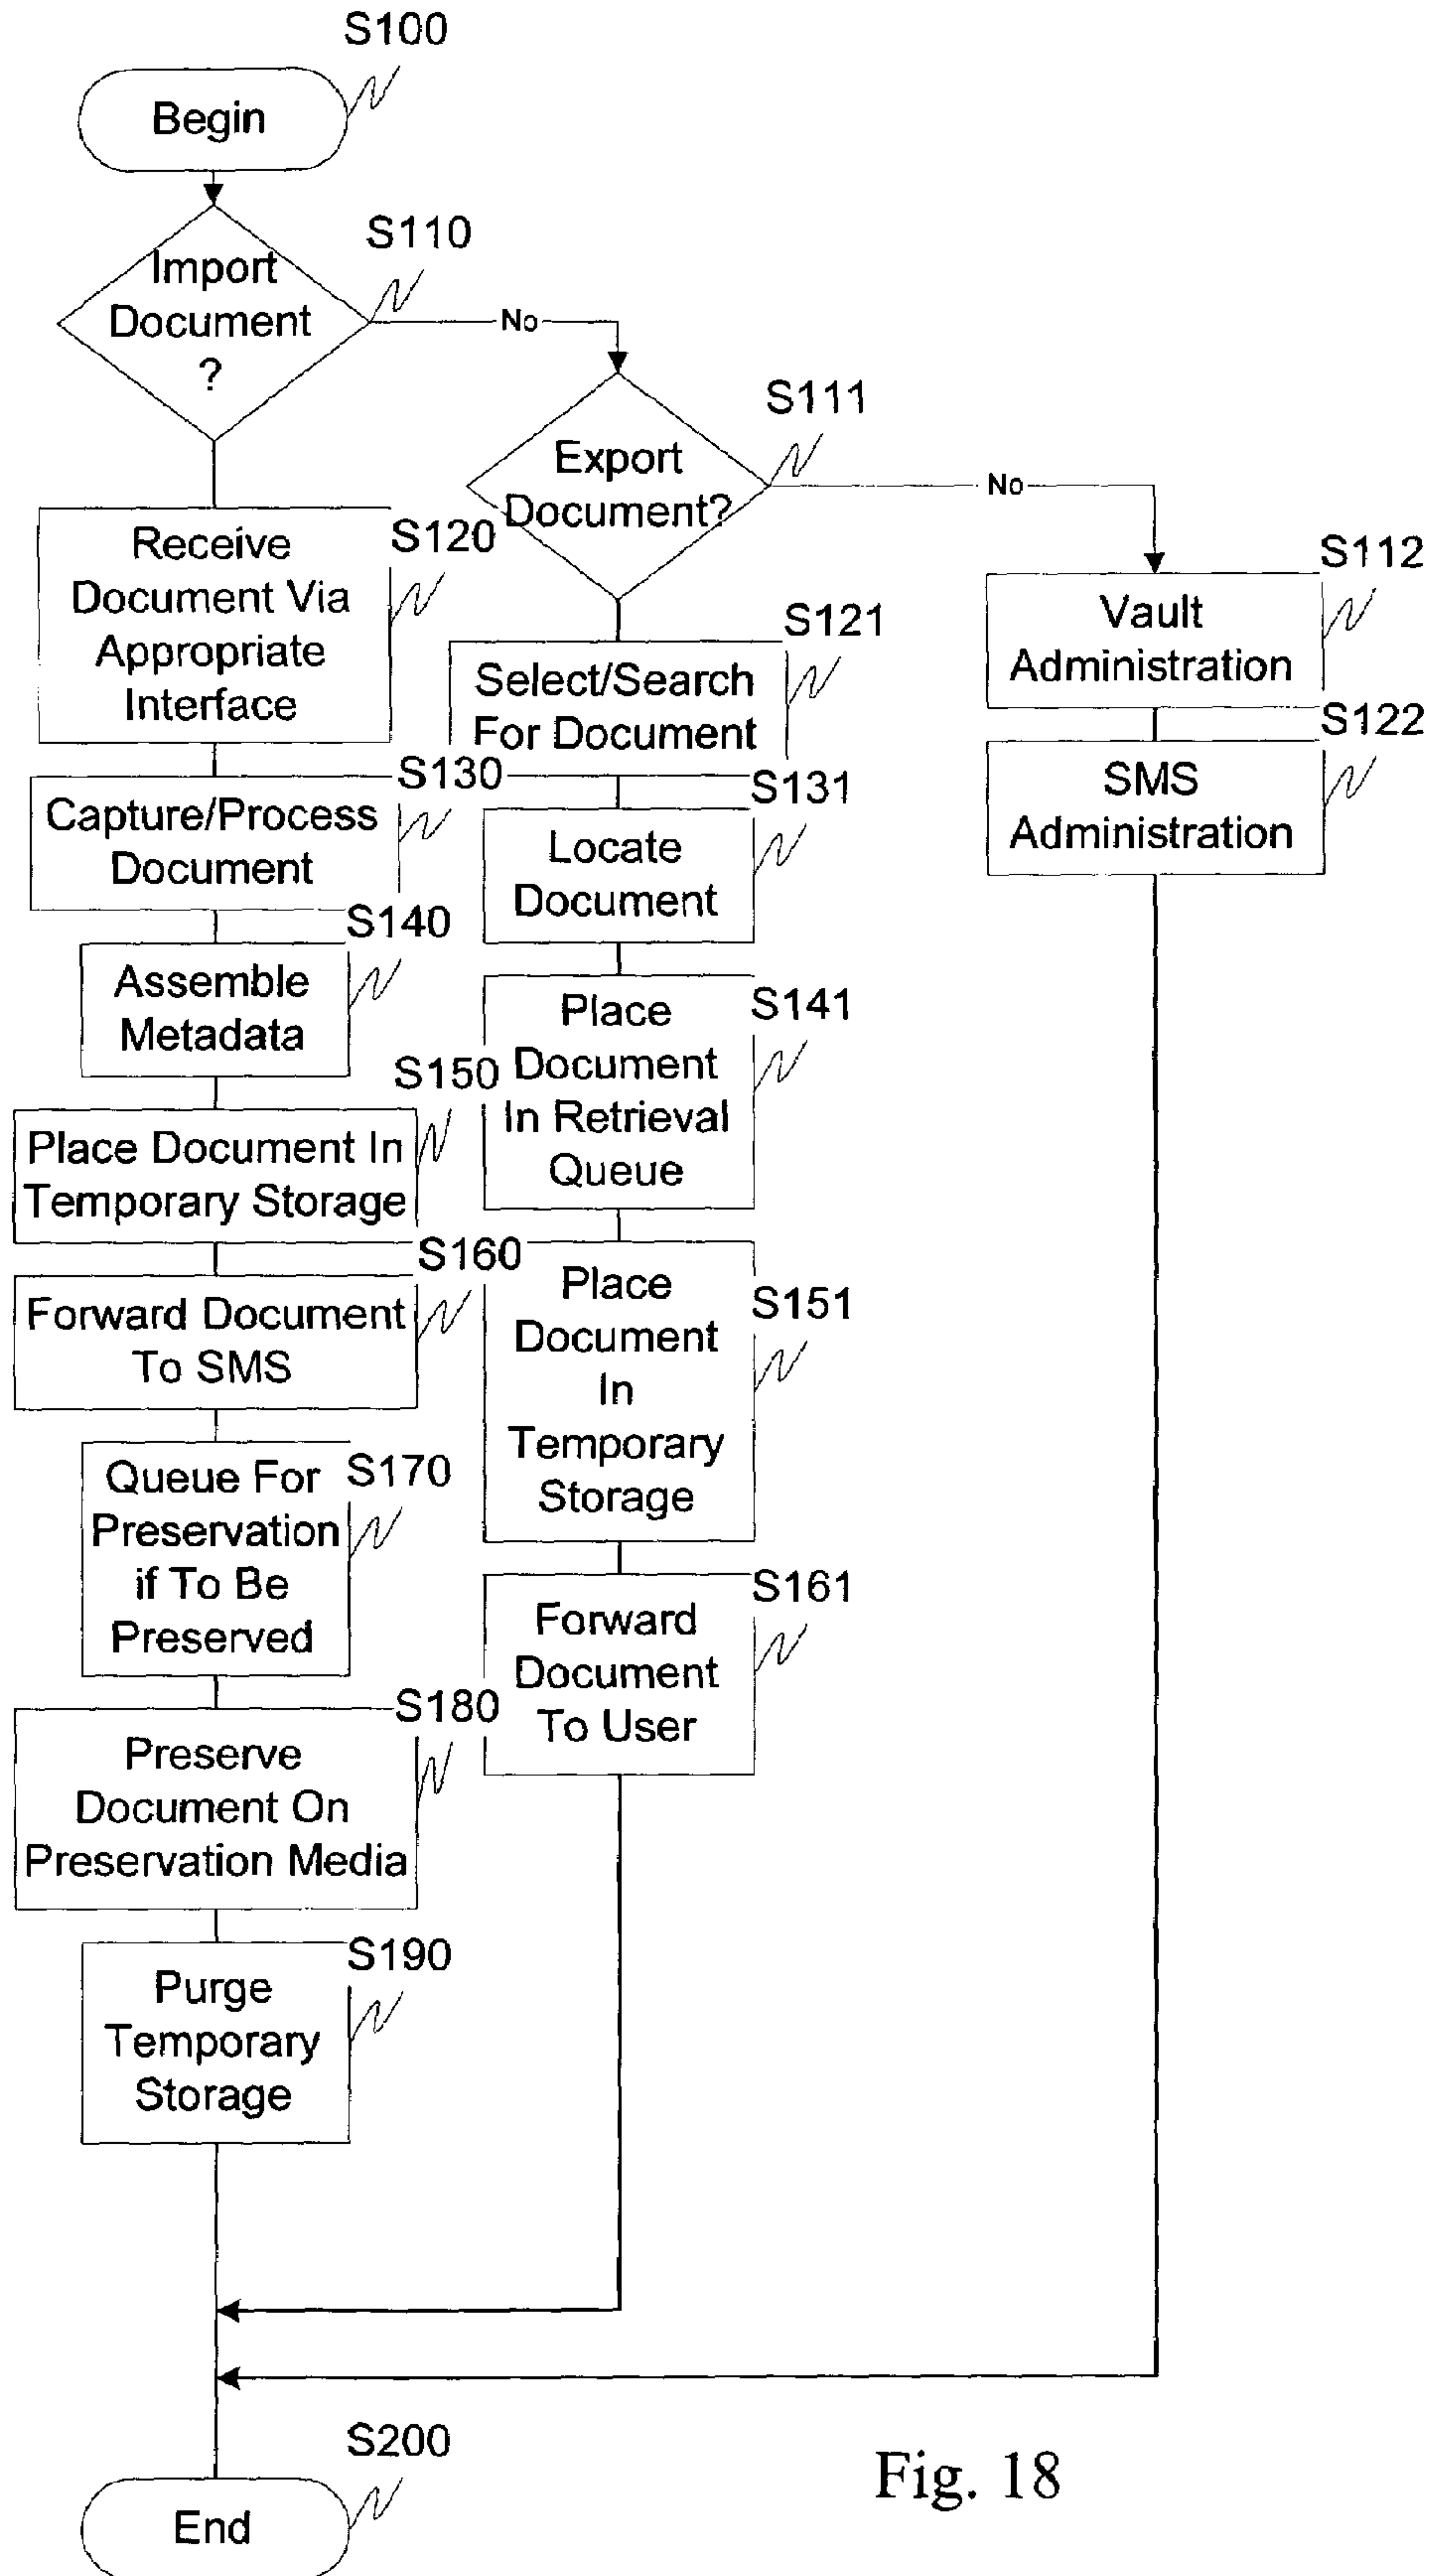 S100
Begin
S110
Import
Document
?
No
S111
Export
Document?
No
S120
Receive
Document Via
Appropriate
Interface
S130
Capture/Process
Document
S140
Assemble
Metadata
S150
Place Document In
Temporary Storage
S160
Forward Document
To SMS
S170
Queue For
Preservation
if To Be
Preserved
S180
Preserve
Document On
Preservation Media
S190
Purge
Temporary
Storage
S121
Select/Search
For Document
S131
Locate
Document
S141
Place
Document
In Retrieval
Queue
S151
Place
Document
In
Temporary
Storage
S161
Forward
Document
To User
S112
Vault
Administration
S122
SMS
Administration
S200
End
Fig. 18